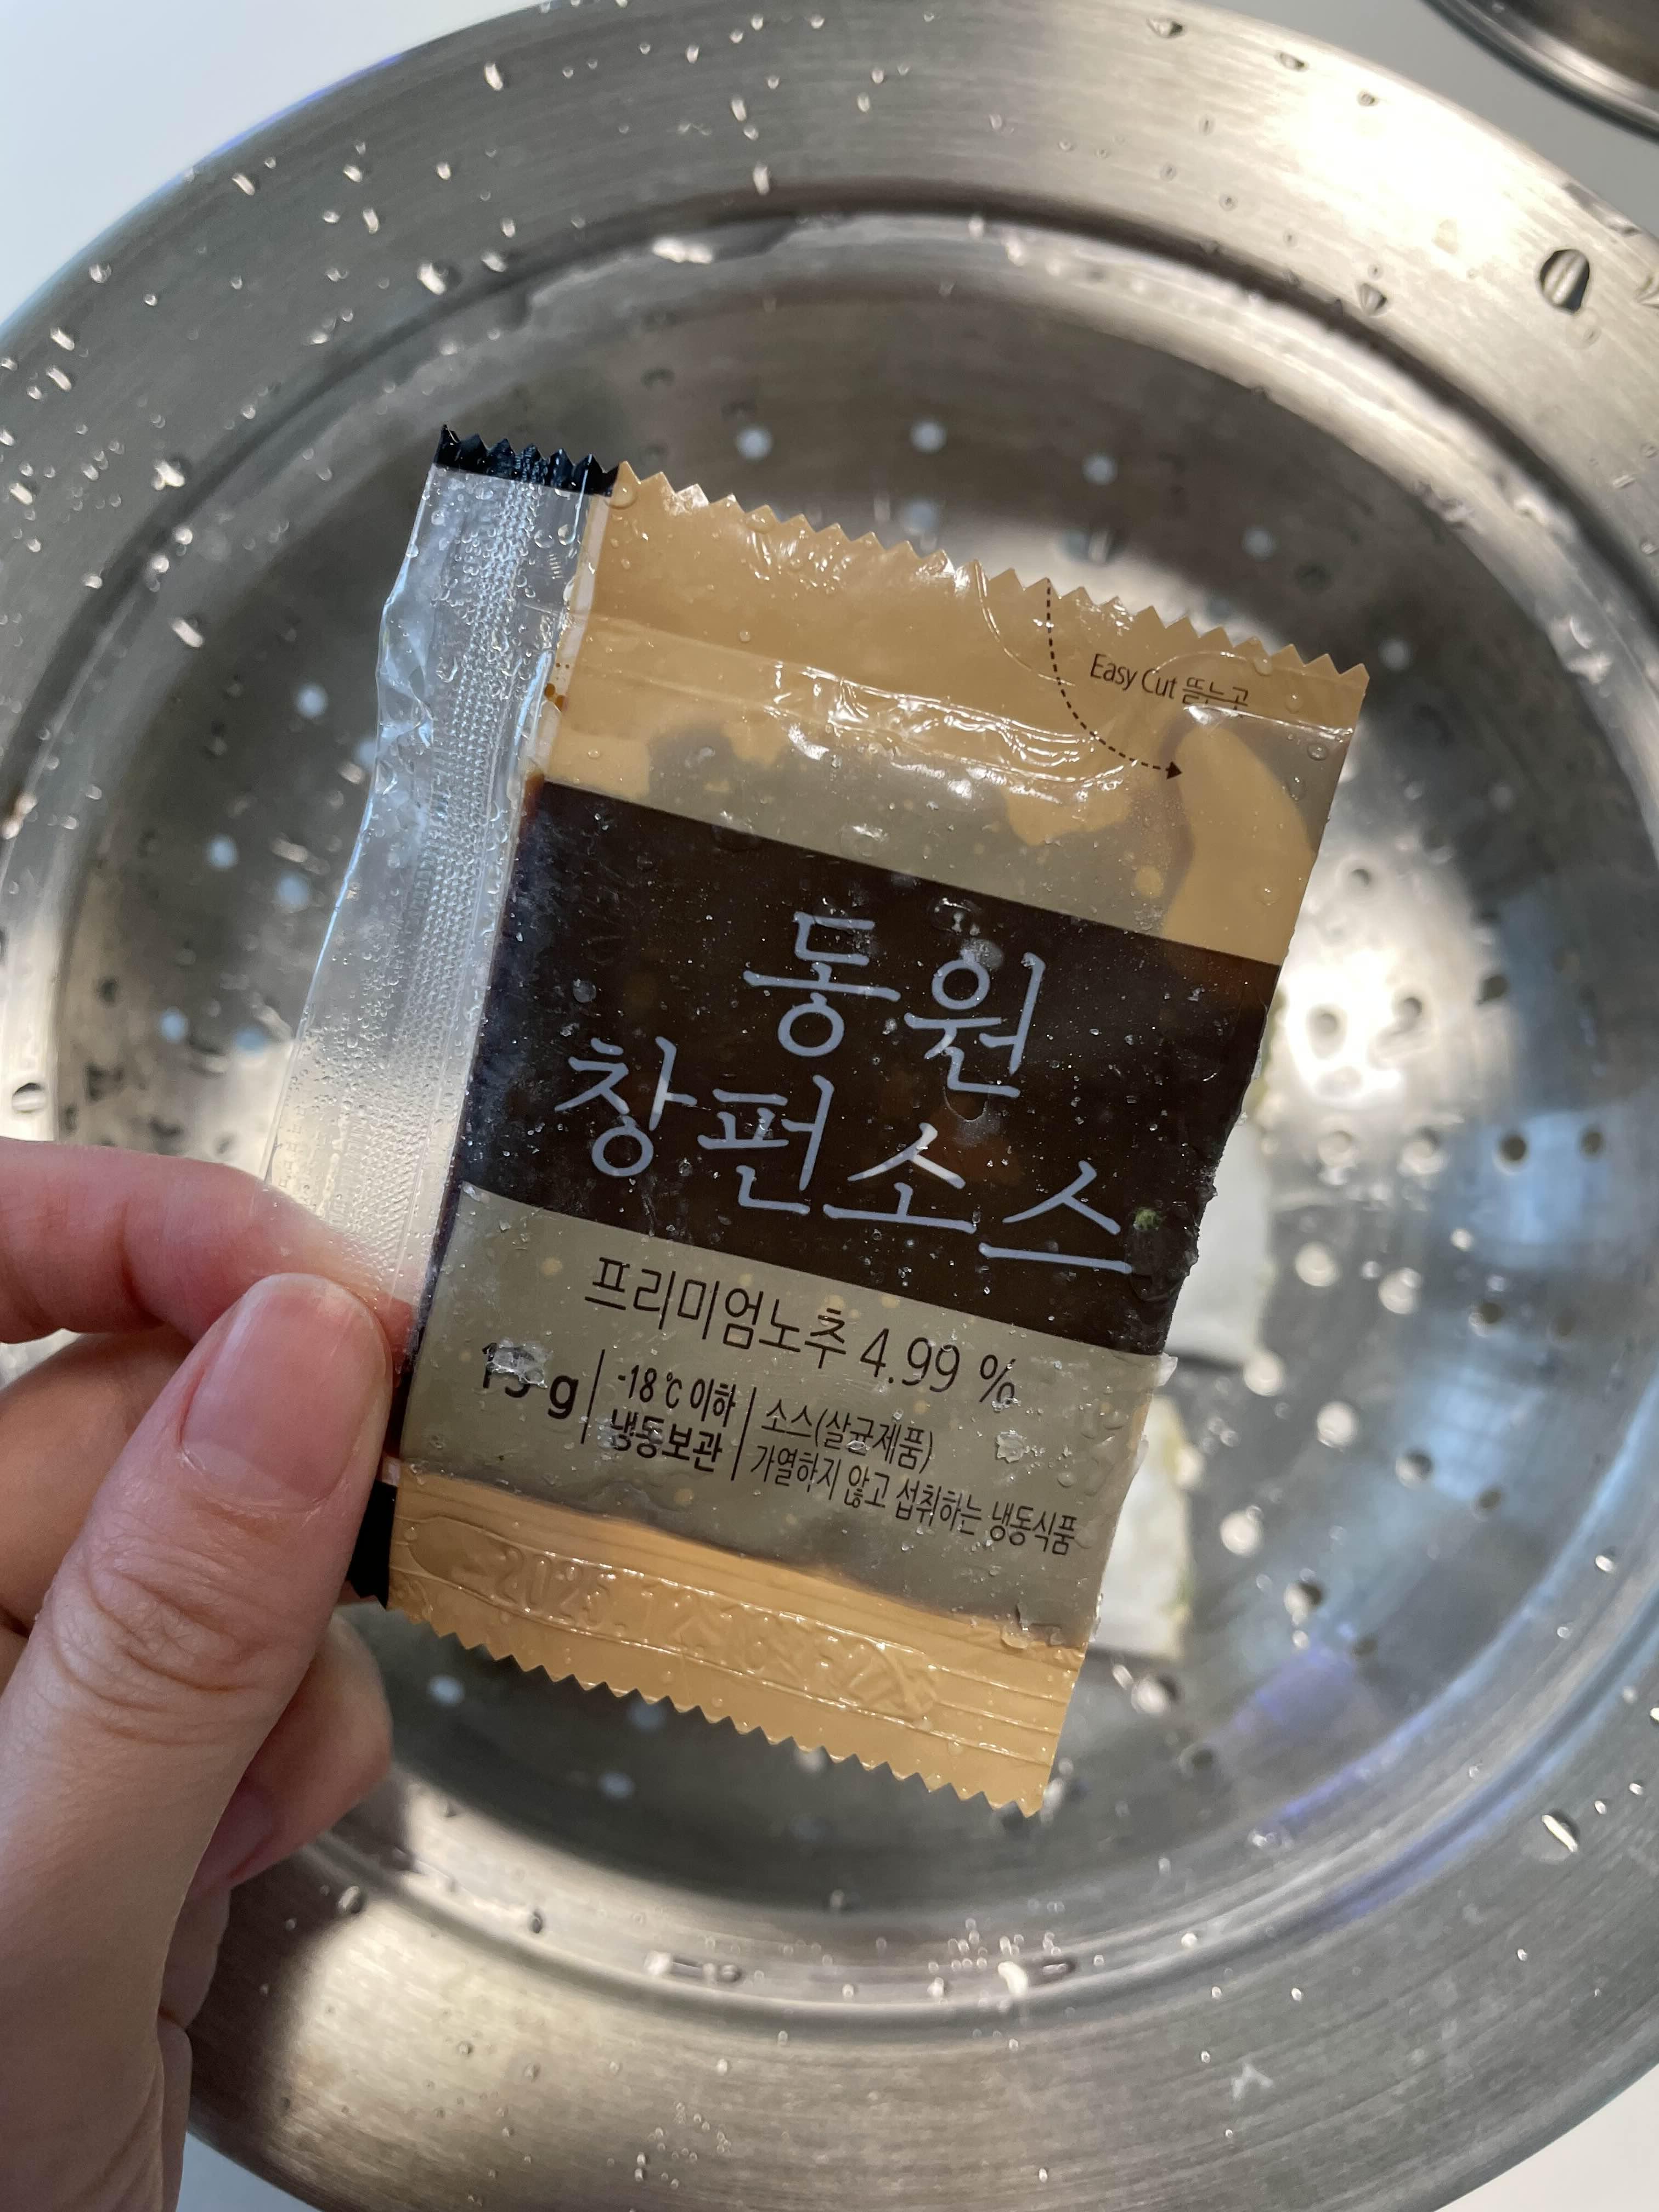 Easy Cut 뜯는곳
동원
창펀소스
프리미엄노추 4.99 %
15 g
-18℃ 이하
냉동보관
소스(살균제품)
가열하지 않고 섭취하는 냉동식품